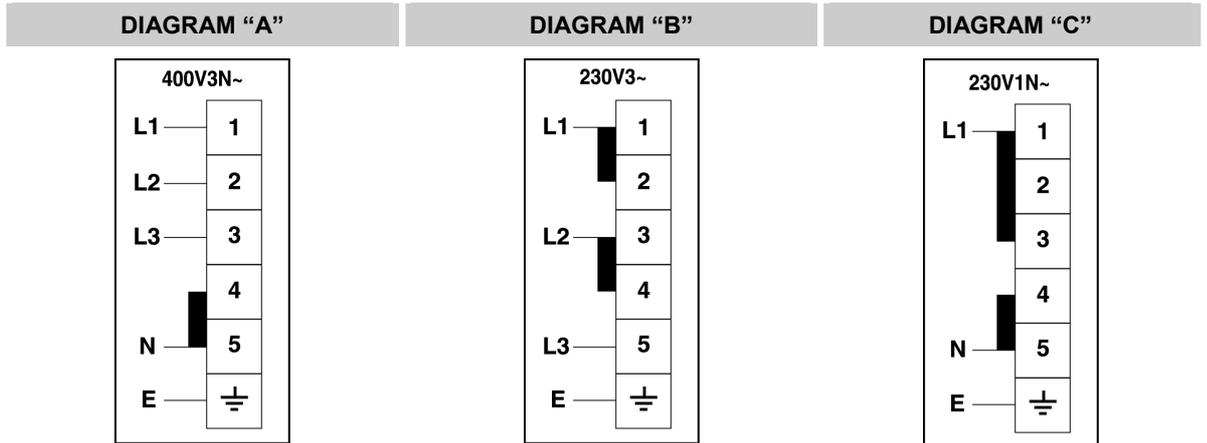 DIAGRAM “A”
DIAGRAM “B”
DIAGRAM “C”
400V3N~
L1 1
L2 2
L3 3
4
N 5
E
230V3~
L1 1
2
L2 3
4
L3 5
E
230V1N~
L1 1
2
3
4
N 5
E